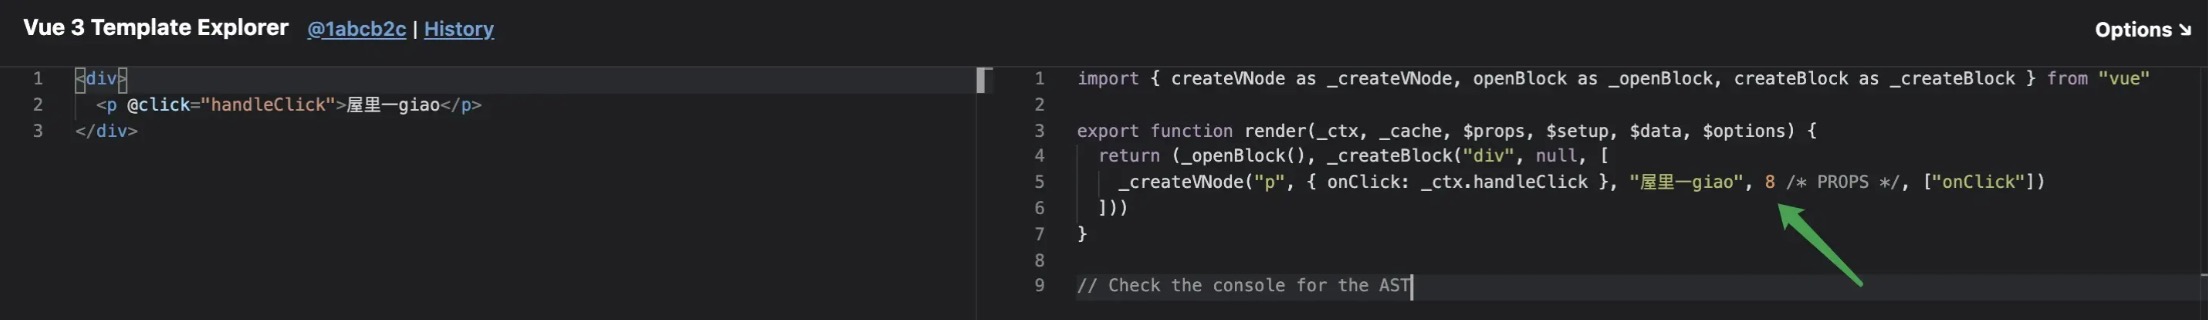 Vue 3 Template Explorer @1abcb2c | History
Options ↘
1 <div>
2 <p @click="handleClick">屋里一giao</p>
3 </div>
1 import { createVNode as _createVNode, openBlock as _openBlock, createBlock as _createBlock } from "vue"
2
3 export function render(_ctx, _cache, $props, $setup, $data, $options) {
4 return (_openBlock(), _createBlock("div", null, [
5 _createVNode("p", { onClick: _ctx.handleClick }, "屋里一giao", 8 /* PROPS */, ["onClick"])
6 ]))
7 }
8
9 // Check the console for the AST